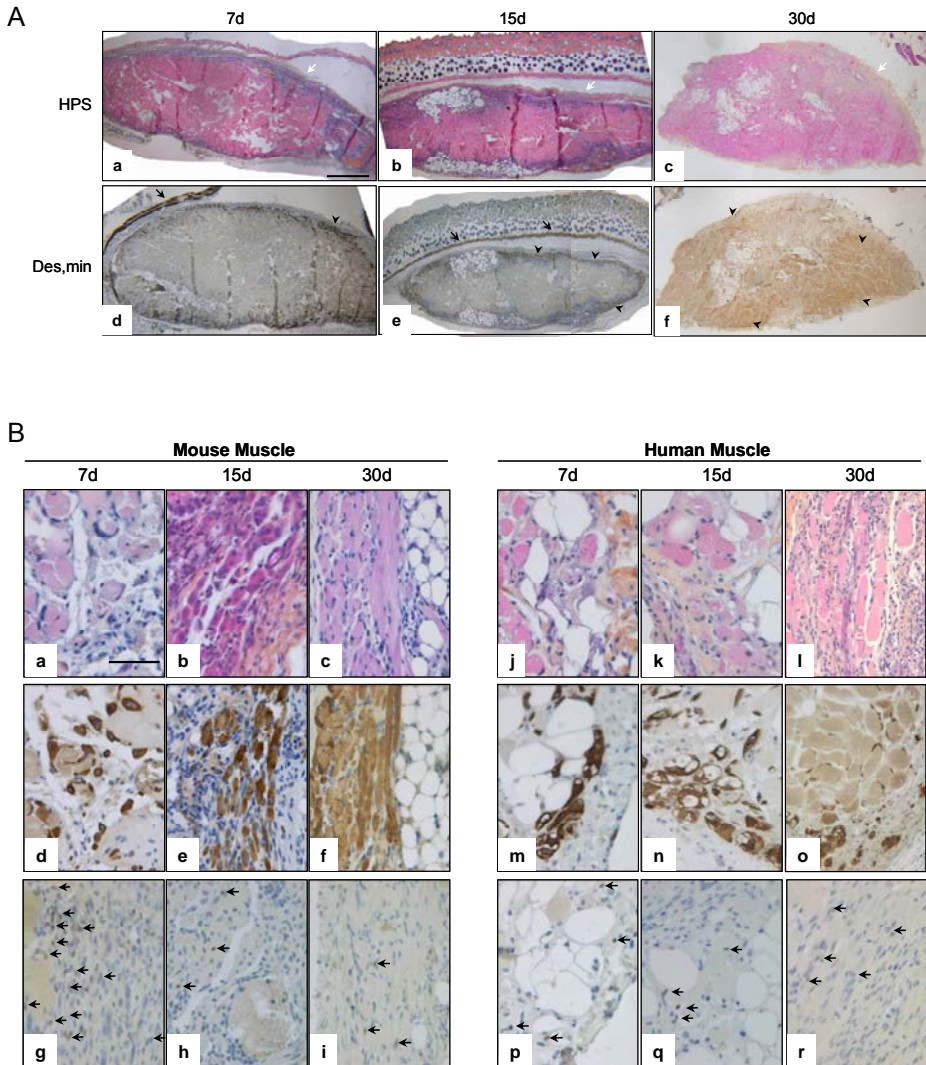 A
7d 15d 30d
HPS
a b c
Des,min
d e f
B
Mouse Muscle Human Muscle
7d 15d 30d 7d 15d 30d
a b c j k l
d e f m n o
g h i p q r